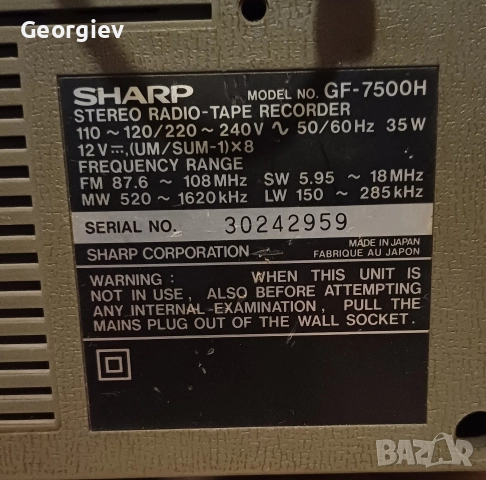 Georgiev
SHARP MODEL NO. GF-7500H
STEREO RADIO-TAPE RECORDER
110 ~ 120/220 ~ 240V ∿ 50/60Hz 35W
12V ⎓,(UM/SUM-1)×8
FREQUENCY RANGE
FM 87.6 ~ 108MHz SW 5.95 ~ 18MHz
MW 520 ~ 1620kHz LW 150 ~ 285kHz
SERIAL NO. 30242959
SHARP CORPORATION MADE IN JAPAN
FABRIQUE AU JAPON
WARNING : WHEN THIS UNIT IS
NOT IN USE, ALSO BEFORE ATTEMPTING
ANY INTERNAL EXAMINATION, PULL THE
MAINS PLUG OUT OF THE WALL SOCKET.
BAZAR